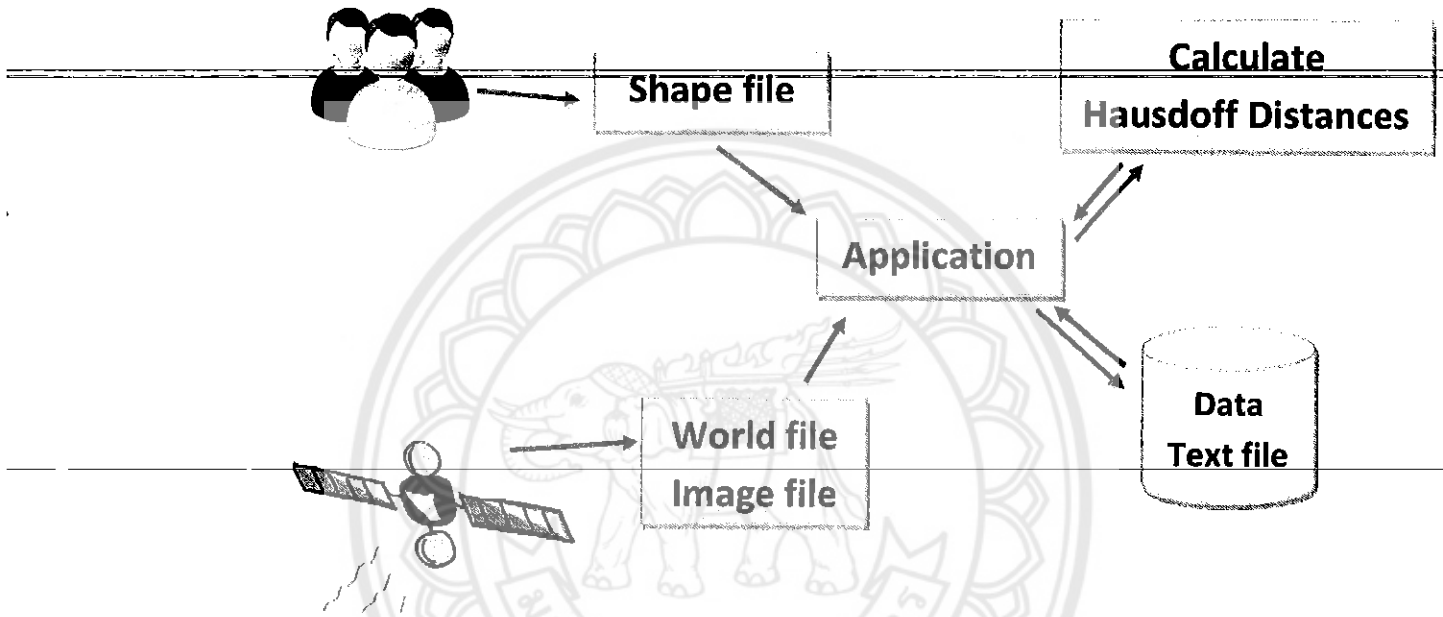 Shape file
Calculate
Hausdoff Distances
Application
World file
Image file
Data
Text file